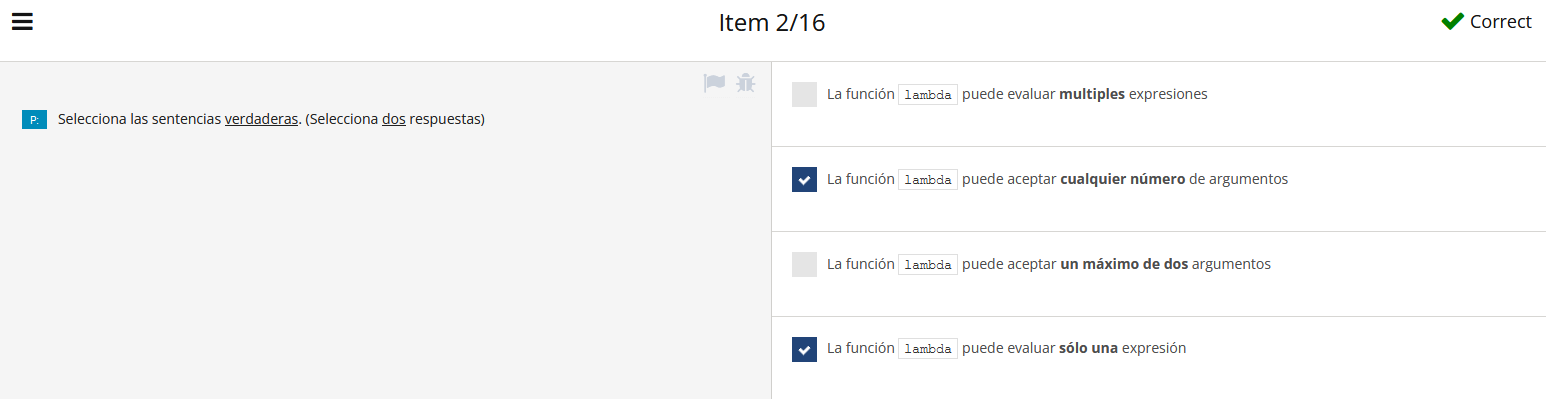 Item 2/16
Correct
P: Selecciona las sentencias verdaderas. (Selecciona dos respuestas)
La función lambda puede evaluar multiples expresiones
La función lambda puede aceptar cualquier número de argumentos
La función lambda puede aceptar un máximo de dos argumentos
La función lambda puede evaluar sólo una expresión